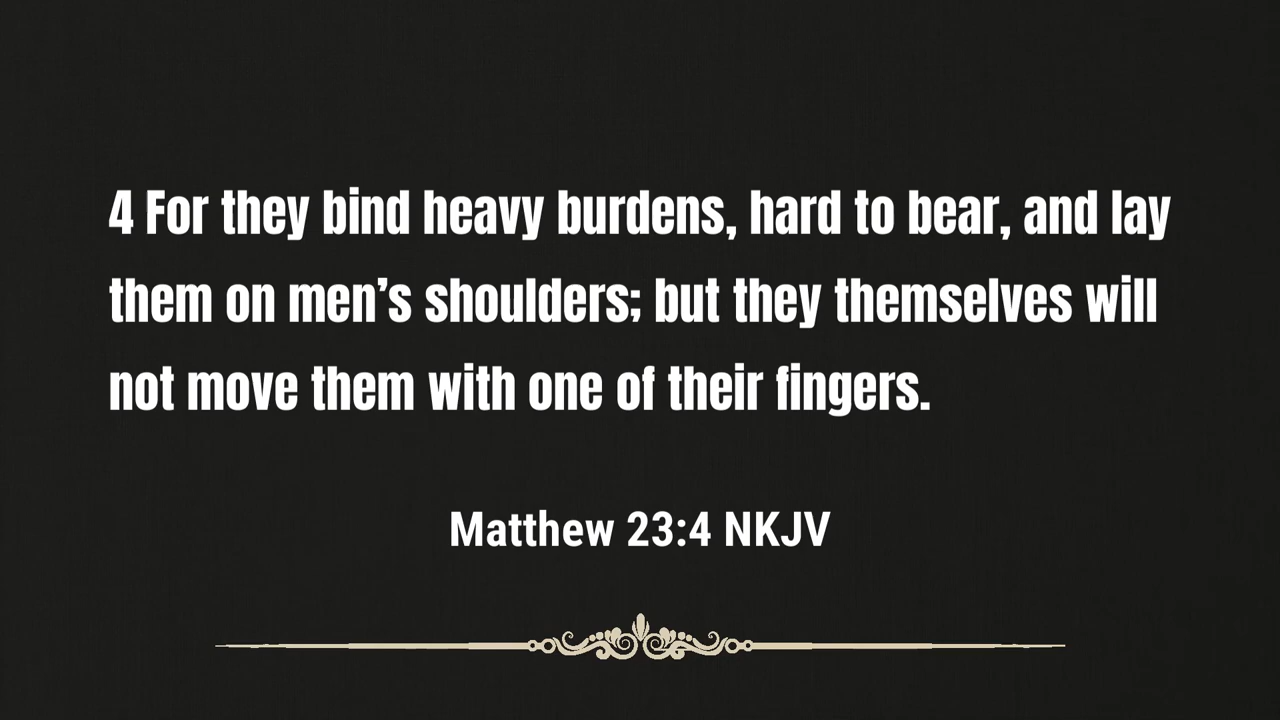 4 For they bind heavy burdens, hard to bear, and lay
them on men’s shoulders; but they themselves will
not move them with one of their fingers.
Matthew 23:4 NKJV